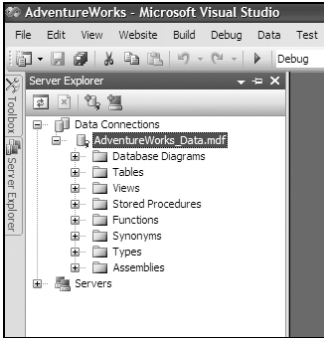 AdventureWorks - Microsoft Visual Studio
File Edit View Website Build Debug Data Test
Debug
Toolbox
Server Explorer
Server Explorer
Data Connections
AdventureWorks_Data.mdf
Database Diagrams
Tables
Views
Stored Procedures
Functions
Synonyms
Types
Assemblies
Servers